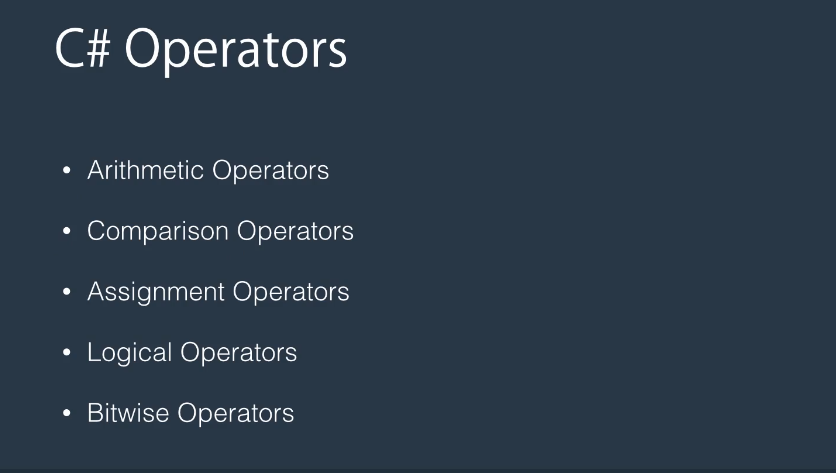 C# Operators
• Arithmetic Operators
• Comparison Operators
• Assignment Operators
• Logical Operators
• Bitwise Operators